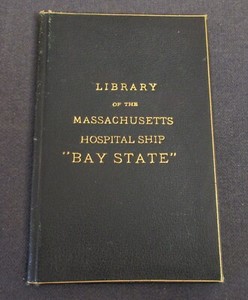 LIBRARY
OF THE
MASSACHUSETTS
HOSPITAL SHIP
"BAY STATE"